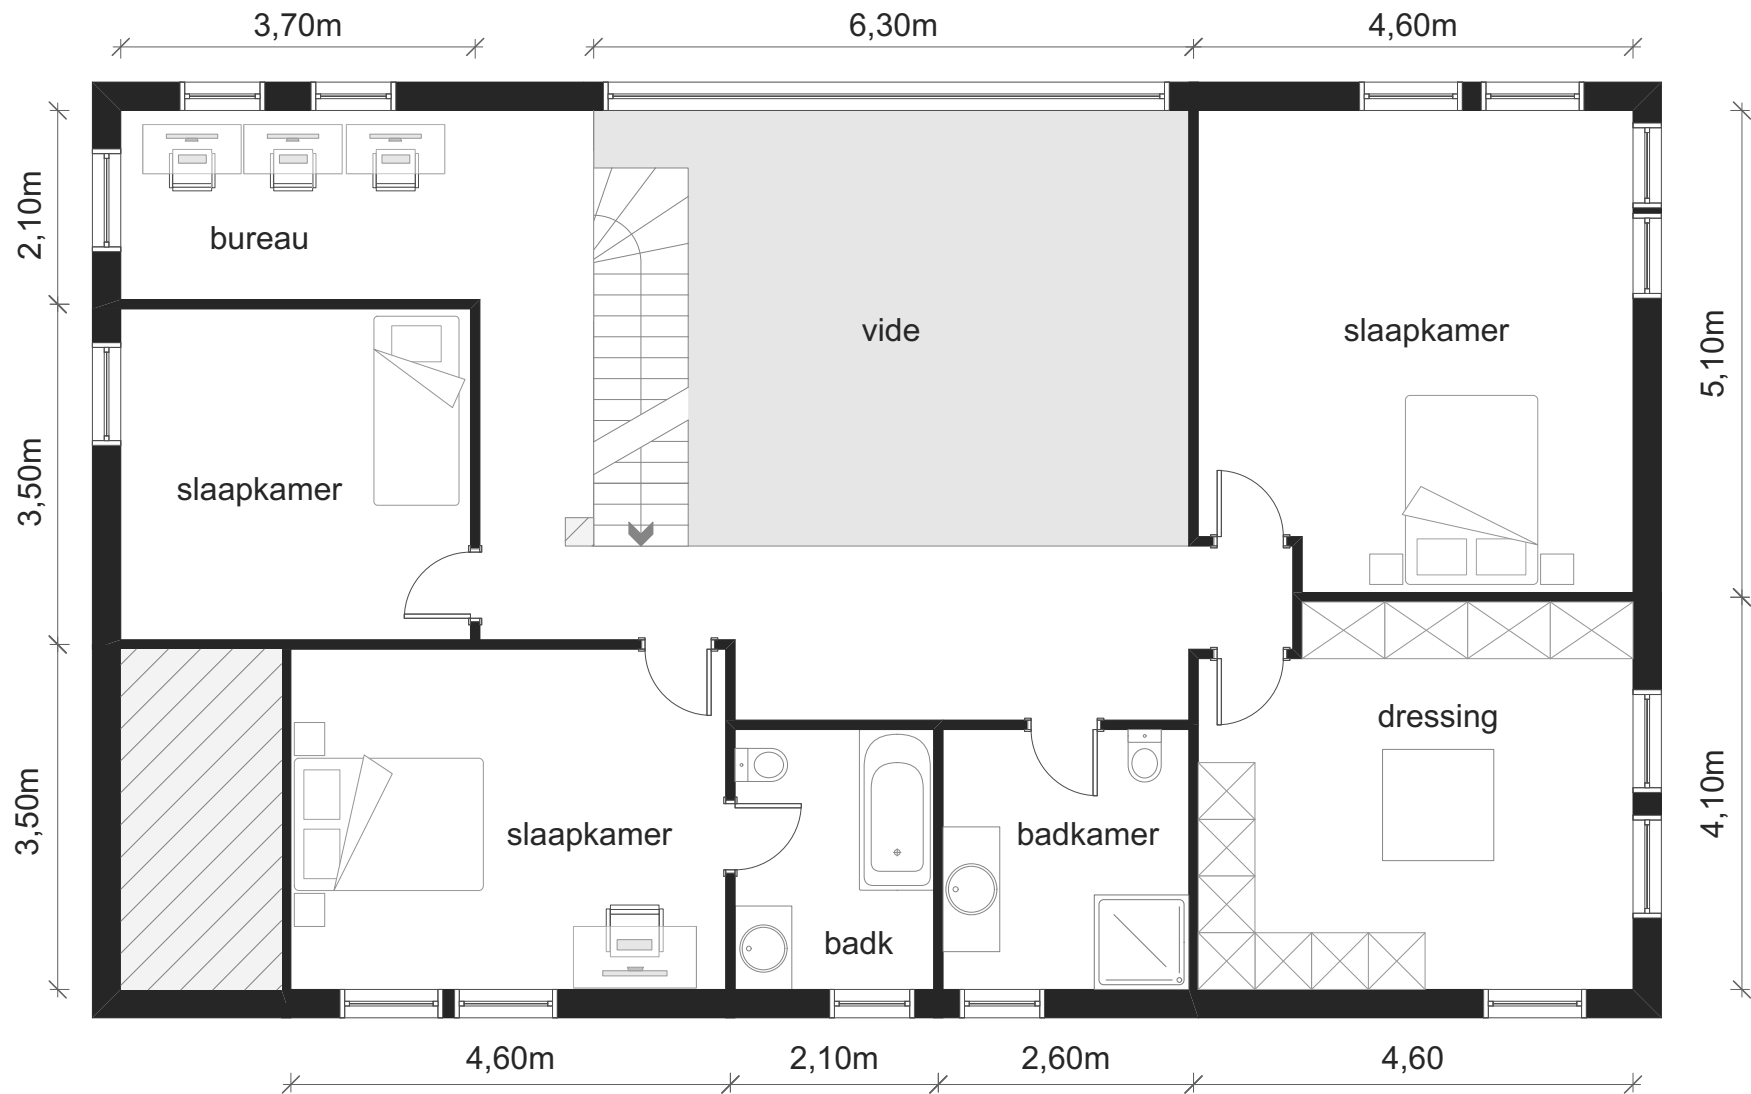 3,70m
6,30m
4,60m
2,10m
bureau
vide
slaapkamer
5,10m
3,50m
slaapkamer
dressing
3,50m
slaapkamer
badkamer
4,10m
badk
4,60m
2,10m
2,60m
4,60